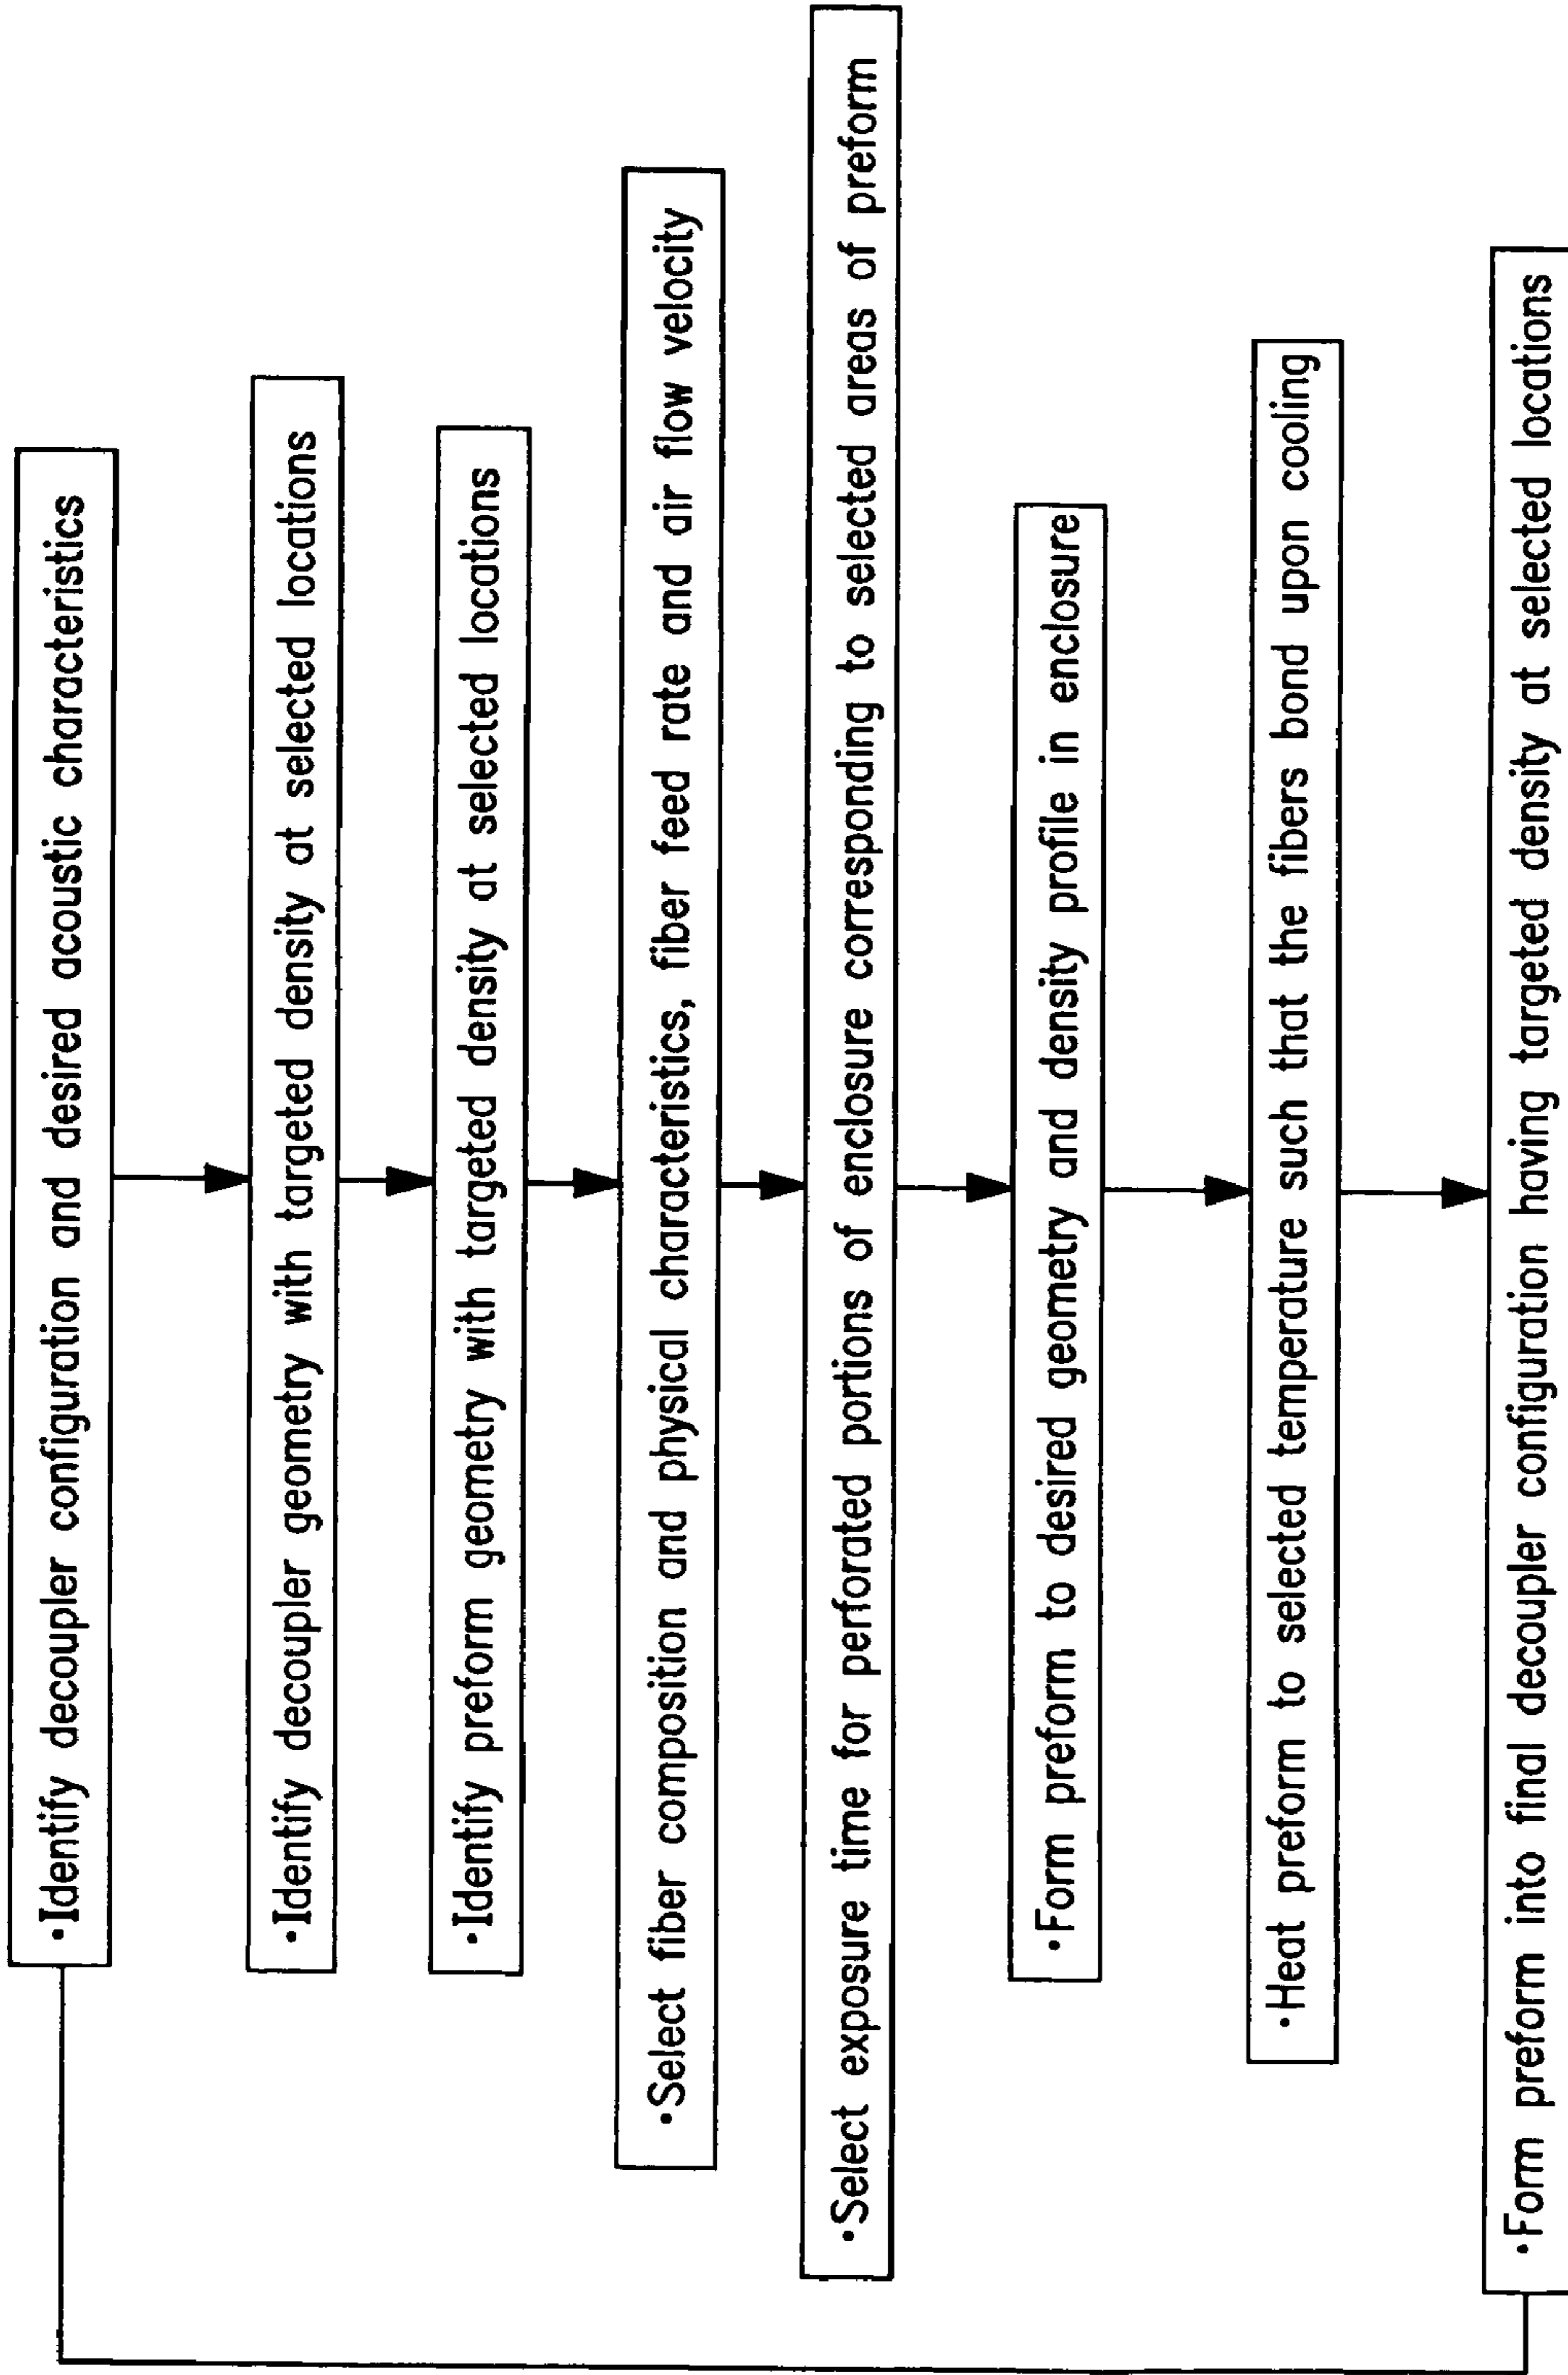 •Identify decoupler configuration and desired acoustic characteristics
•Identify decoupler geometry with targeted density at selected locations
•Identify preform geometry with targeted density at selected locations
•Select fiber composition and physical characteristics, fiber feed rate and air flow velocity
•Select exposure time for perforated portions of enclosure corresponding to selected areas of preform
•Form preform to desired geometry and density profile in enclosure
•Heat preform to selected temperature such that the fibers bond upon cooling
•Form preform into final decoupler configuration having targeted density at selected locations